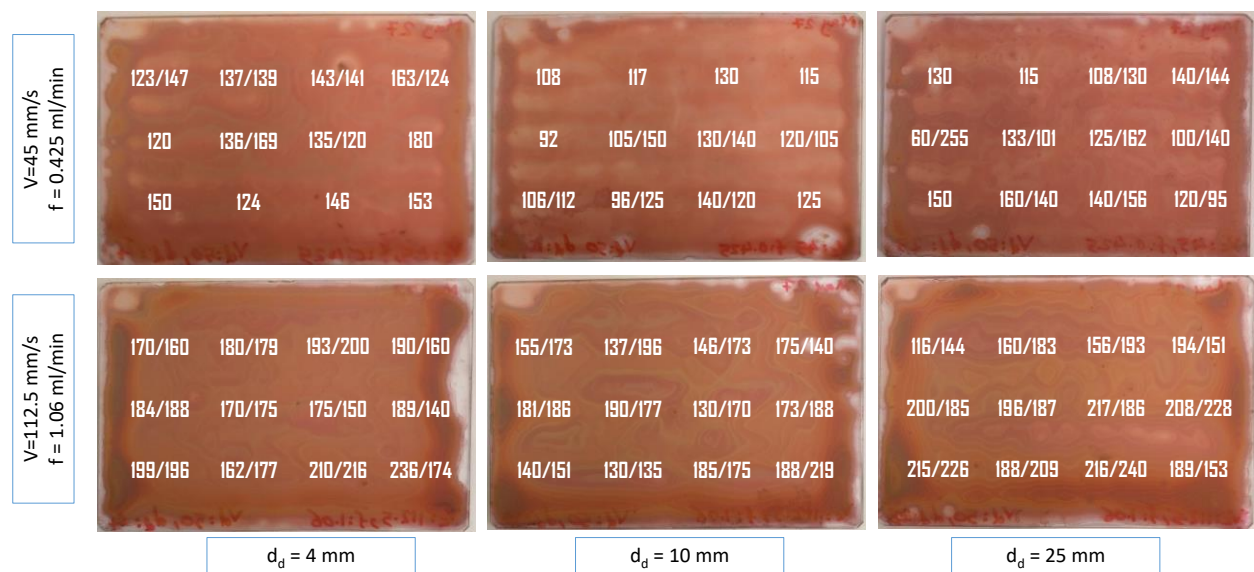 V=45 mm/s
f = 0.425 ml/min
123/147 137/139 143/141 163/124
120 136/169 135/120 180
150 124 146 153
108 117 130 115
92 105/150 130/140 120/105
106/112 96/125 140/120 125
130 115 108/130 140/144
60/255 133/101 125/162 100/140
150 160/140 140/156 120/95
V=112.5 mm/s
f = 1.06 ml/min
170/160 180/179 193/200 190/160
184/188 170/175 175/150 189/140
199/196 162/177 210/216 236/174
155/173 137/196 146/173 175/140
181/186 190/177 130/170 173/188
140/151 130/135 185/175 188/219
116/144 160/183 156/193 194/151
200/185 196/187 217/186 208/228
215/226 188/209 216/240 189/153
d_d = 4 mm
d_d = 10 mm
d_d = 25 mm